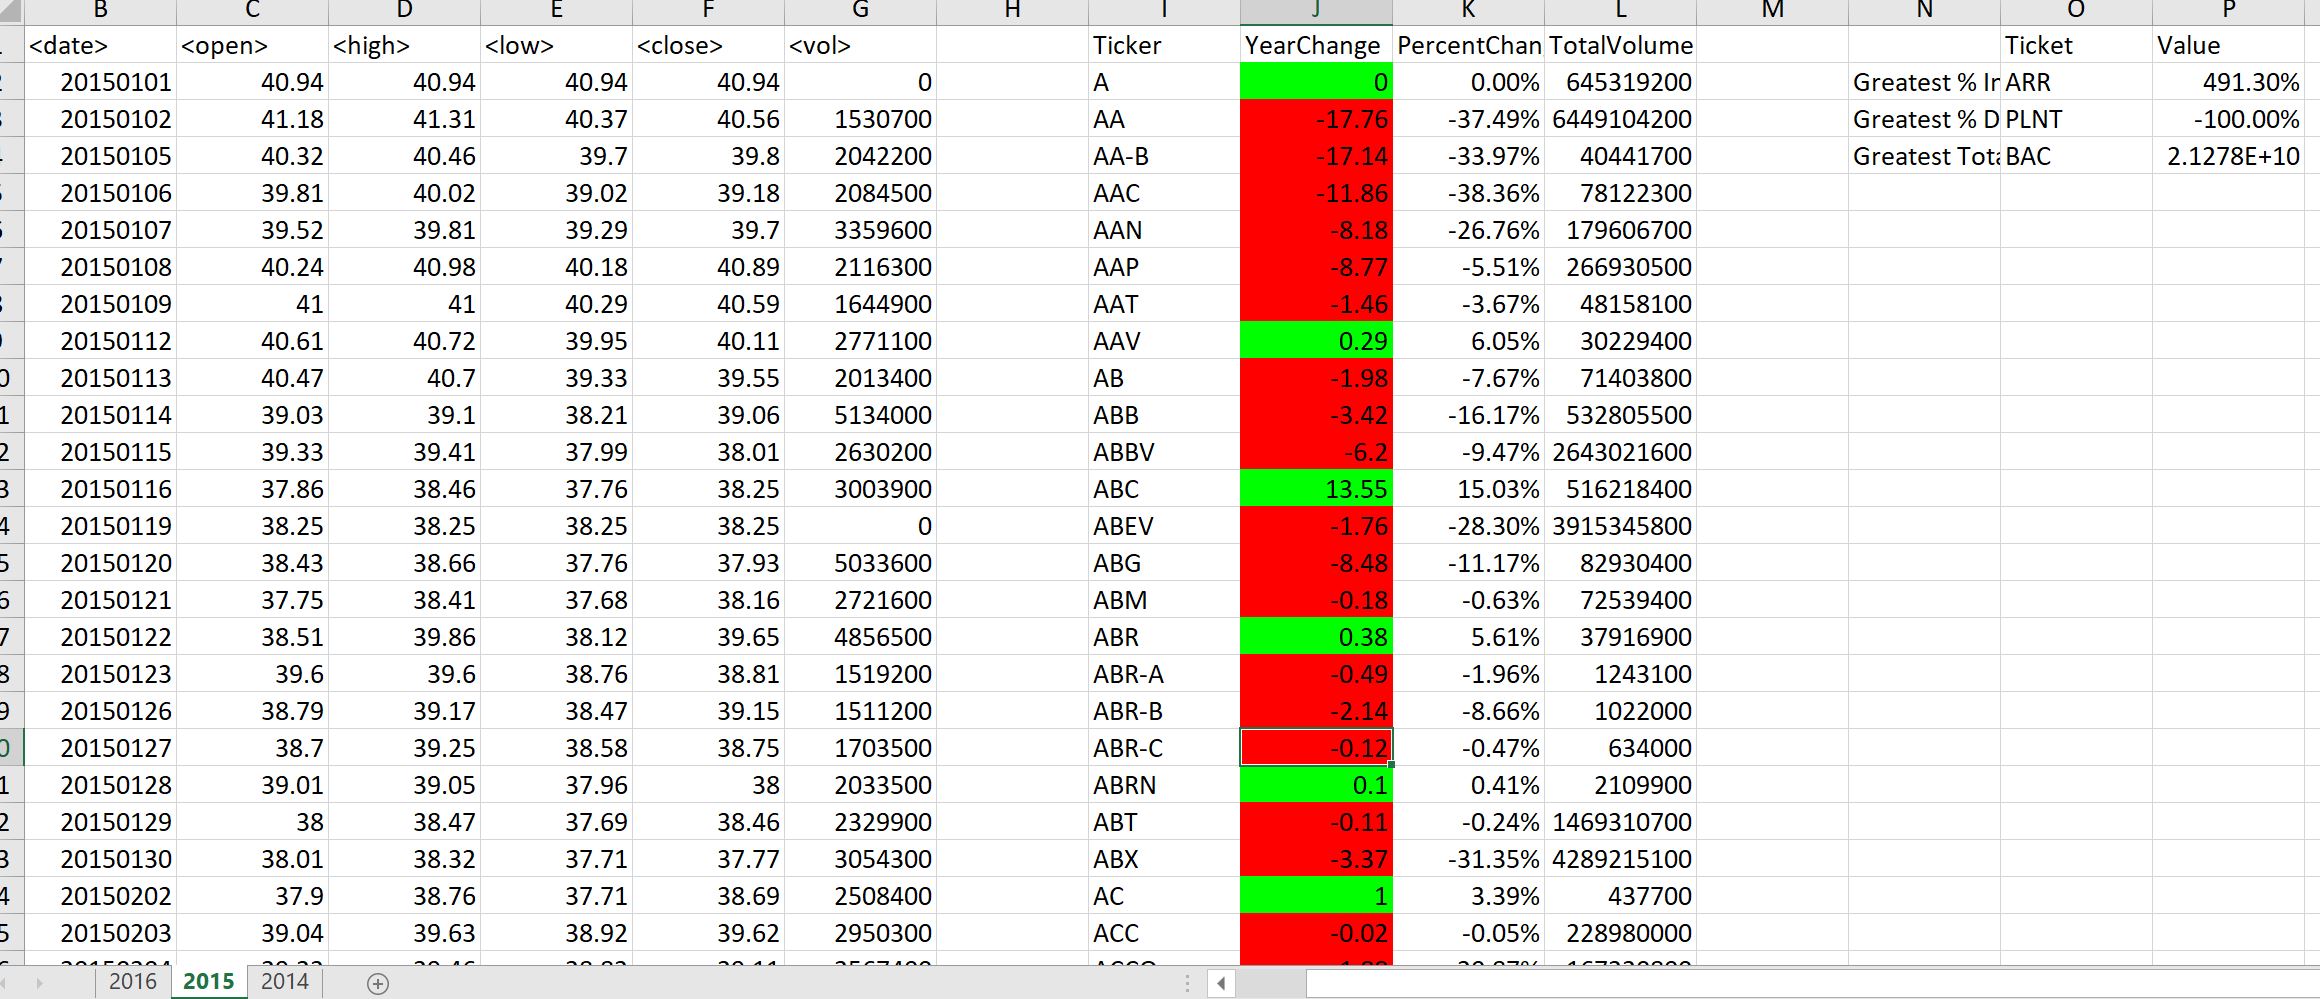 B C D E F G H I J K L M N O P
<date> <open> <high> <low> <close> <vol> Ticker YearChange PercentChan TotalVolume Ticket Value
20150101 40.94 40.94 40.94 40.94 0 A 0 0.00% 645319200 Greatest % In ARR 491.30%
20150102 41.18 41.31 40.37 40.56 1530700 AA -17.76 -37.49% 6449104200 Greatest % D PLNT -100.00%
20150105 40.32 40.46 39.7 39.8 2042200 AA-B -17.14 -33.97% 40441700 Greatest Tota BAC 2.1278E+10
20150106 39.81 40.02 39.02 39.18 2084500 AAC -11.86 -38.36% 78122300
20150107 39.52 39.81 39.29 39.7 3359600 AAN -8.18 -26.76% 179606700
20150108 40.24 40.98 40.18 40.89 2116300 AAP -8.77 -5.51% 266930500
20150109 41 41 40.29 40.59 1644900 AAT -1.46 -3.67% 48158100
20150112 40.61 40.72 39.95 40.11 2771100 AAV 0.29 6.05% 30229400
20150113 40.47 40.7 39.33 39.55 2013400 AB -1.98 -7.67% 71403800
20150114 39.03 39.1 38.21 39.06 5134000 ABB -3.42 -16.17% 532805500
20150115 39.33 39.41 37.99 38.01 2630200 ABBV -6.2 -9.47% 2643021600
20150116 37.86 38.46 37.76 38.25 3003900 ABC 13.55 15.03% 516218400
20150119 38.25 38.25 38.25 38.25 0 ABEV -1.76 -28.30% 3915345800
20150120 38.43 38.66 37.76 37.93 5033600 ABG -8.48 -11.17% 82930400
20150121 37.75 38.41 37.68 38.16 2721600 ABM -0.18 -0.63% 72539400
20150122 38.51 39.86 38.12 39.65 4856500 ABR 0.38 5.61% 37916900
20150123 39.6 39.6 38.76 38.81 1519200 ABR-A -0.49 -1.96% 1243100
20150126 38.79 39.17 38.47 39.15 1511200 ABR-B -2.14 -8.66% 1022000
20150127 38.7 39.25 38.58 38.75 1703500 ABR-C -0.12 -0.47% 634000
20150128 39.01 39.05 37.96 38 2033500 ABRN 0.1 0.41% 2109900
20150129 38 38.47 37.69 38.46 2329900 ABT -0.11 -0.24% 1469310700
20150130 38.01 38.32 37.71 37.77 3054300 ABX -3.37 -31.35% 4289215100
20150202 37.9 38.76 37.71 38.69 2508400 AC 1 3.39% 437700
20150203 39.04 39.63 38.92 39.62 2950300 ACC -0.02 -0.05% 228980000
2016 2015 2014